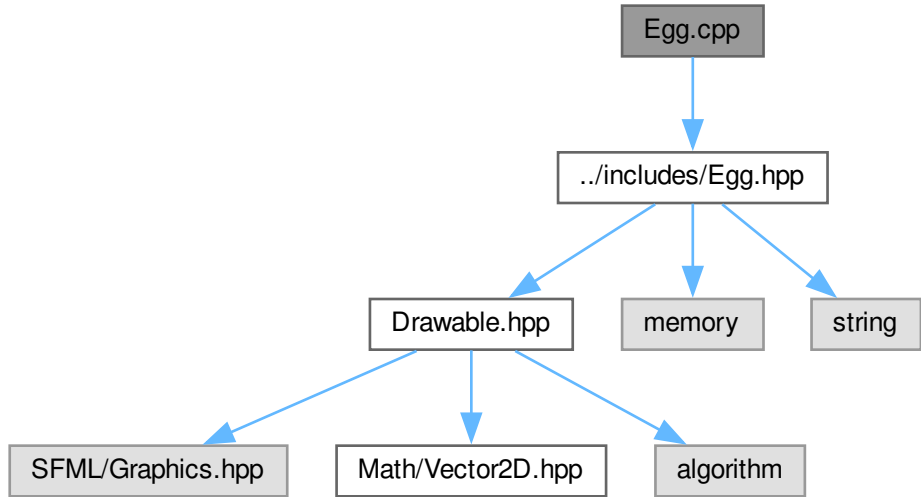 Egg.cpp
../includes/Egg.hpp
Drawable.hpp
memory
string
SFML/Graphics.hpp
Math/Vector2D.hpp
algorithm